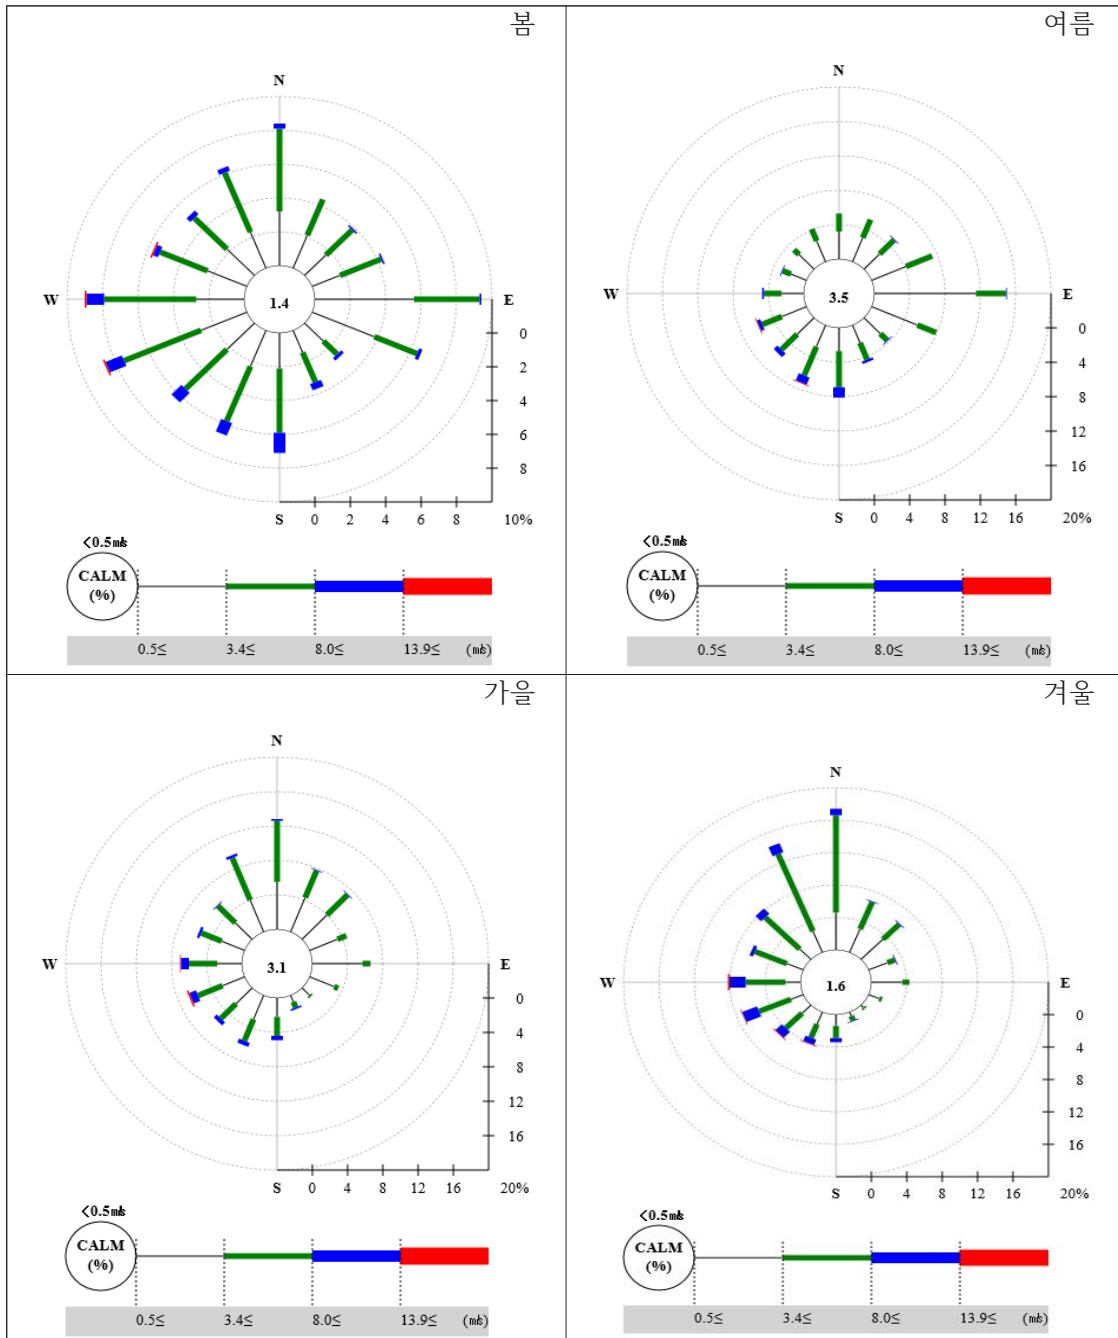 봄
N
W
1.4
E
0
2
4
6
8
S 0 2 4 6 8 10%
<0.5㎧
CALM
(%)
0.5≤ 3.4≤ 8.0≤ 13.9≤ (㎧)
여름
N
W
3.5
E
0
4
8
12
16
S 0 4 8 12 16 20%
<0.5㎧
CALM
(%)
0.5≤ 3.4≤ 8.0≤ 13.9≤ (㎧)
가을
N
W
3.1
E
0
4
8
12
16
S 0 4 8 12 16 20%
<0.5㎧
CALM
(%)
0.5≤ 3.4≤ 8.0≤ 13.9≤ (㎧)
겨울
N
W
1.6
E
0
4
8
12
16
S 0 4 8 12 16 20%
<0.5㎧
CALM
(%)
0.5≤ 3.4≤ 8.0≤ 13.9≤ (㎧)